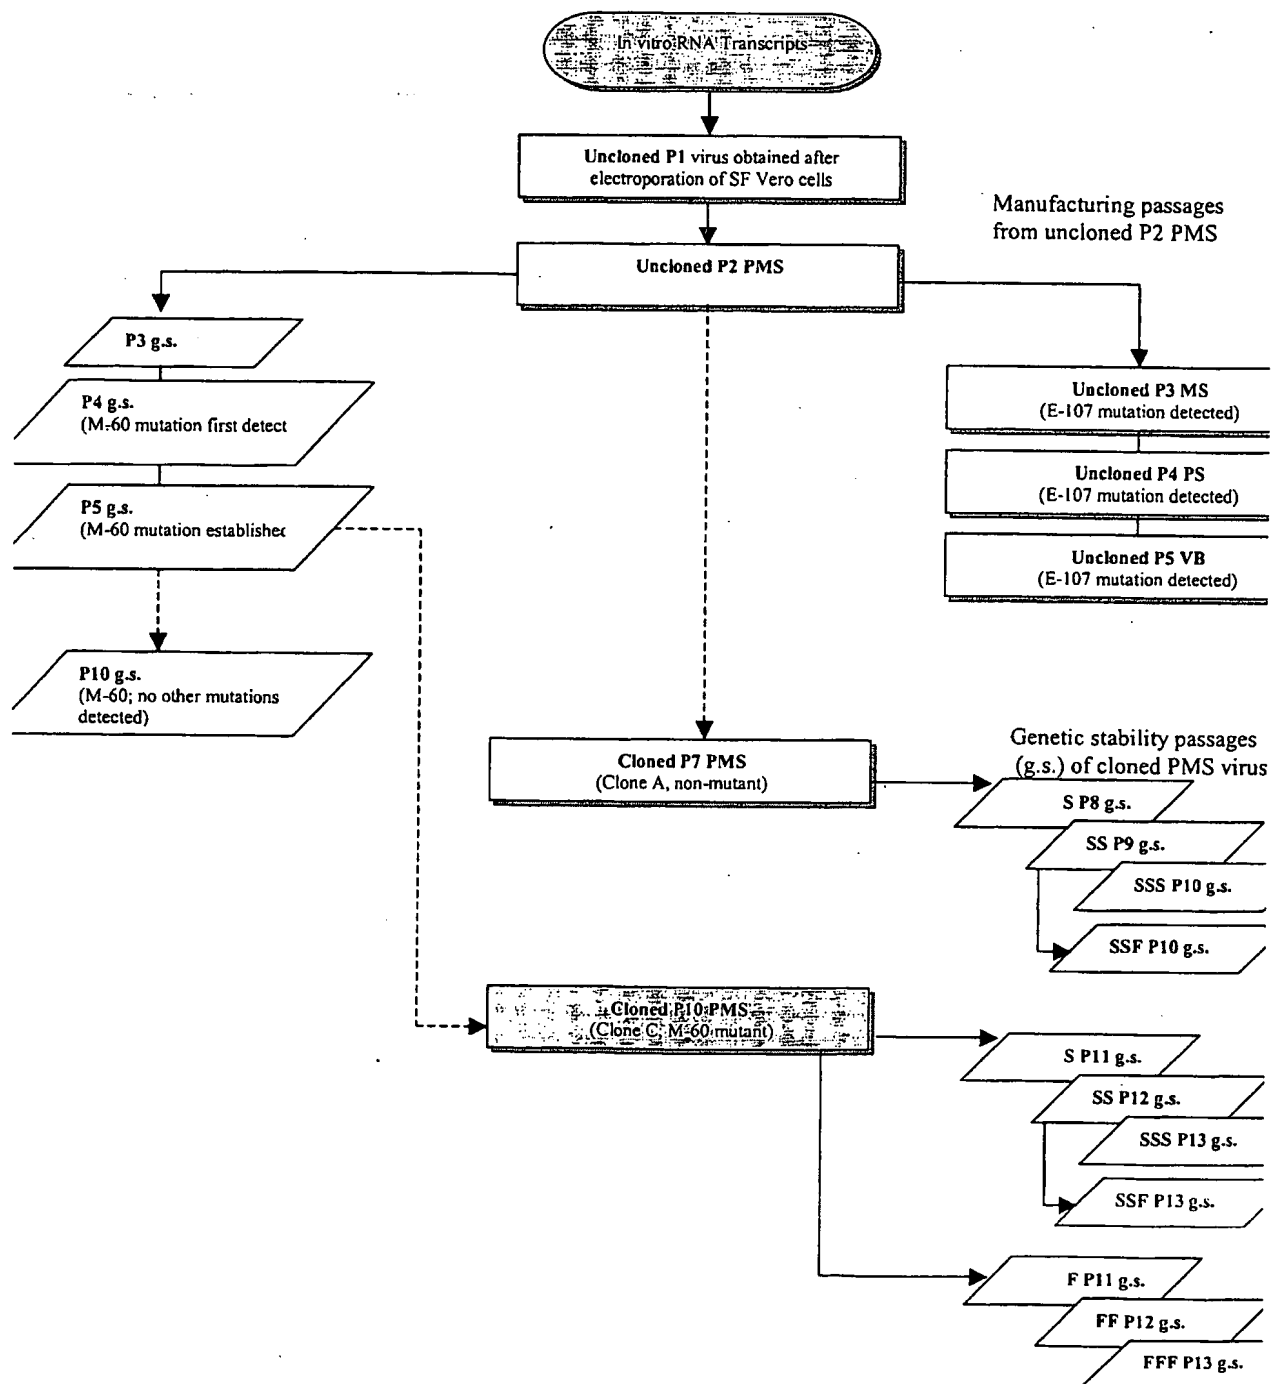 In vitro RNA Transcripts
Uncloned P1 virus obtained after
electroporation of SF Vero cells
Manufacturing passages
from uncloned P2 PMS
Uncloned P2 PMS
P3 g.s.
P4 g.s.
(M-60 mutation first detect
P5 g.s.
(M-60 mutation established
P10 g.s.
(M-60; no other mutations
detected)
Uncloned P3 MS
(E-107 mutation detected)
Uncloned P4 PS
(E-107 mutation detected)
Uncloned P5 VB
(E-107 mutation detected)
Cloned P7 PMS
(Clone A, non-mutant)
Genetic stability passages
(g.s.) of cloned PMS virus
S P8 g.s.
SS P9 g.s.
SSS P10 g.s.
SSF P10 g.s.
Cloned P10 PMS
(Clone C, M-60 mutant)
S P11 g.s.
SS P12 g.s.
SSS P13 g.s.
SSF P13 g.s.
F P11 g.s.
FF P12 g.s.
FFF P13 g.s.